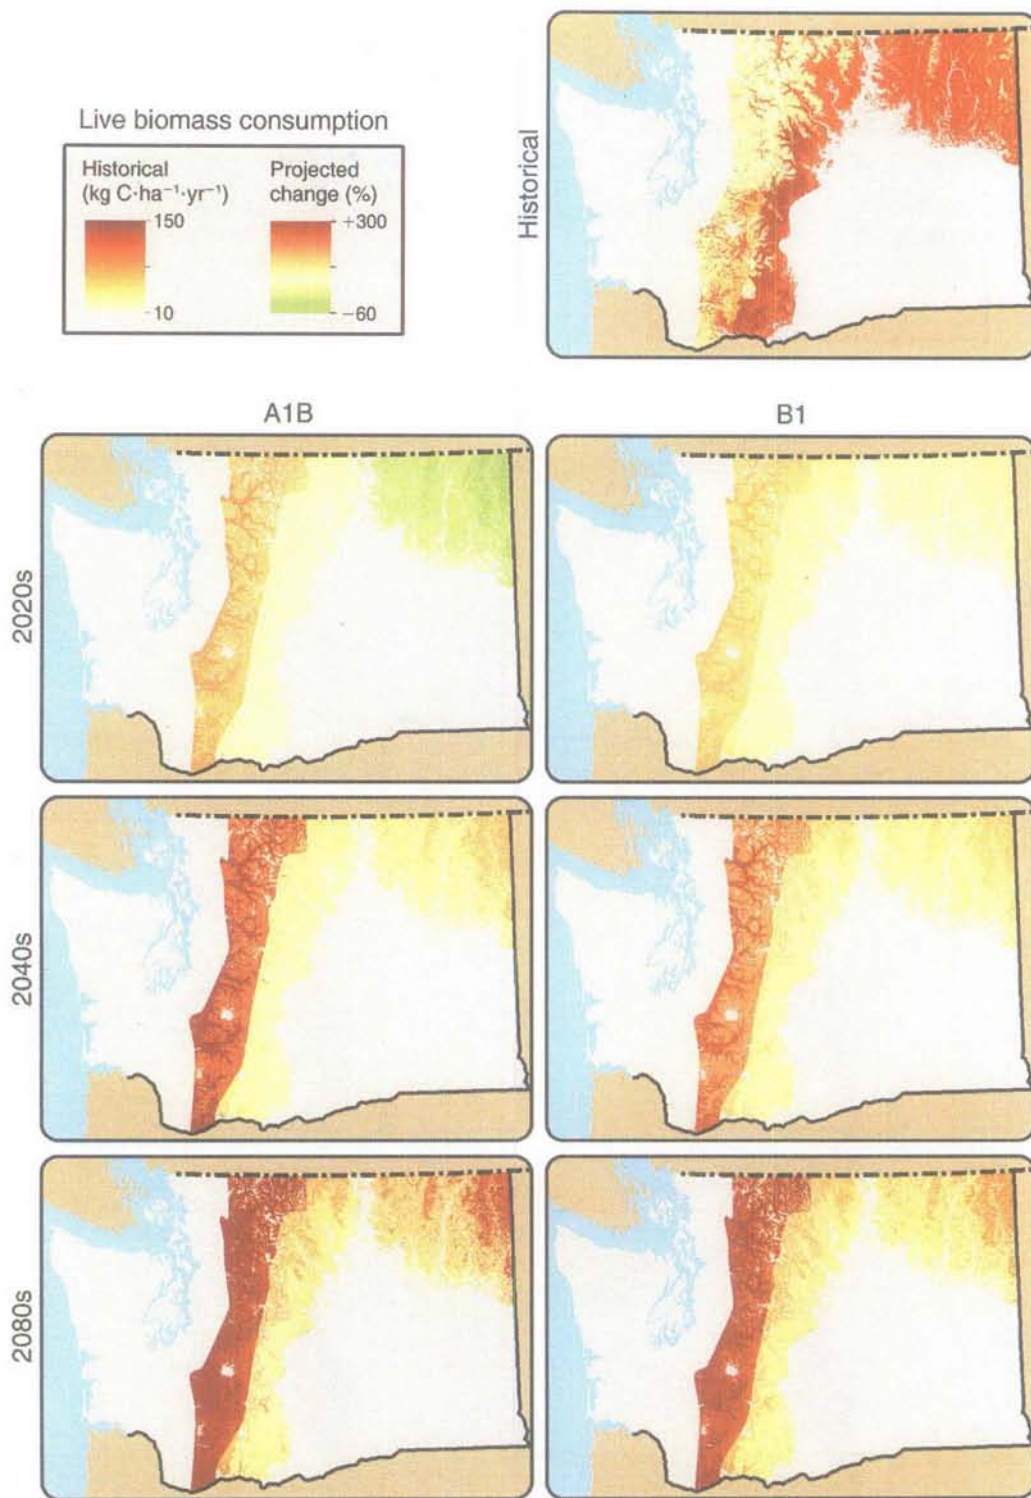 Live biomass consumption
Historical
(kg C·ha⁻¹·yr⁻¹)
150
10
Projected
change (%)
+300
−60
Historical
A1B
B1
2020s
2040s
2080s